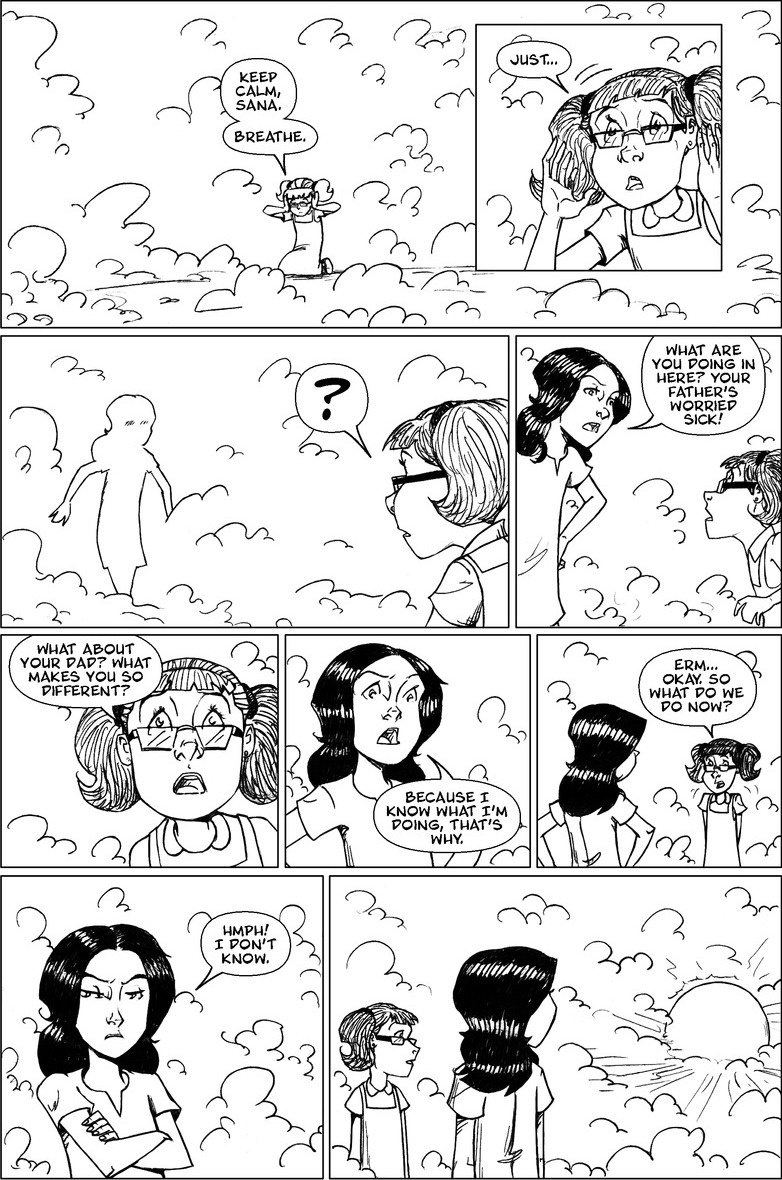 KEEP
CALM,
SANA.
BREATHE.
JUST...
?
WHAT ARE
YOU DOING IN
HERE? YOUR
FATHER'S
WORRIED
SICK!
WHAT ABOUT
YOUR DAD? WHAT
MAKES YOU SO
DIFFERENT?
BECAUSE I
KNOW WHAT I'M
DOING, THAT'S
WHY.
ERM...
OKAY. SO
WHAT DO WE
DO NOW?
HMPH!
I DON'T
KNOW.